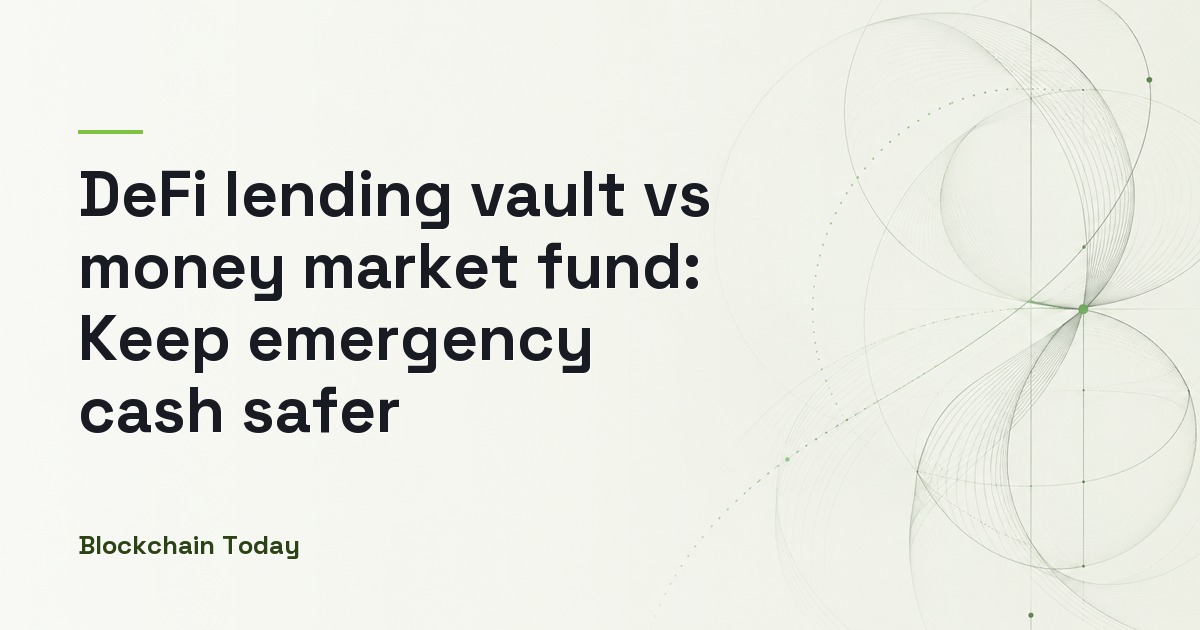 DeFi lending vault vs
money market fund:
Keep emergency
cash safer
Blockchain Today